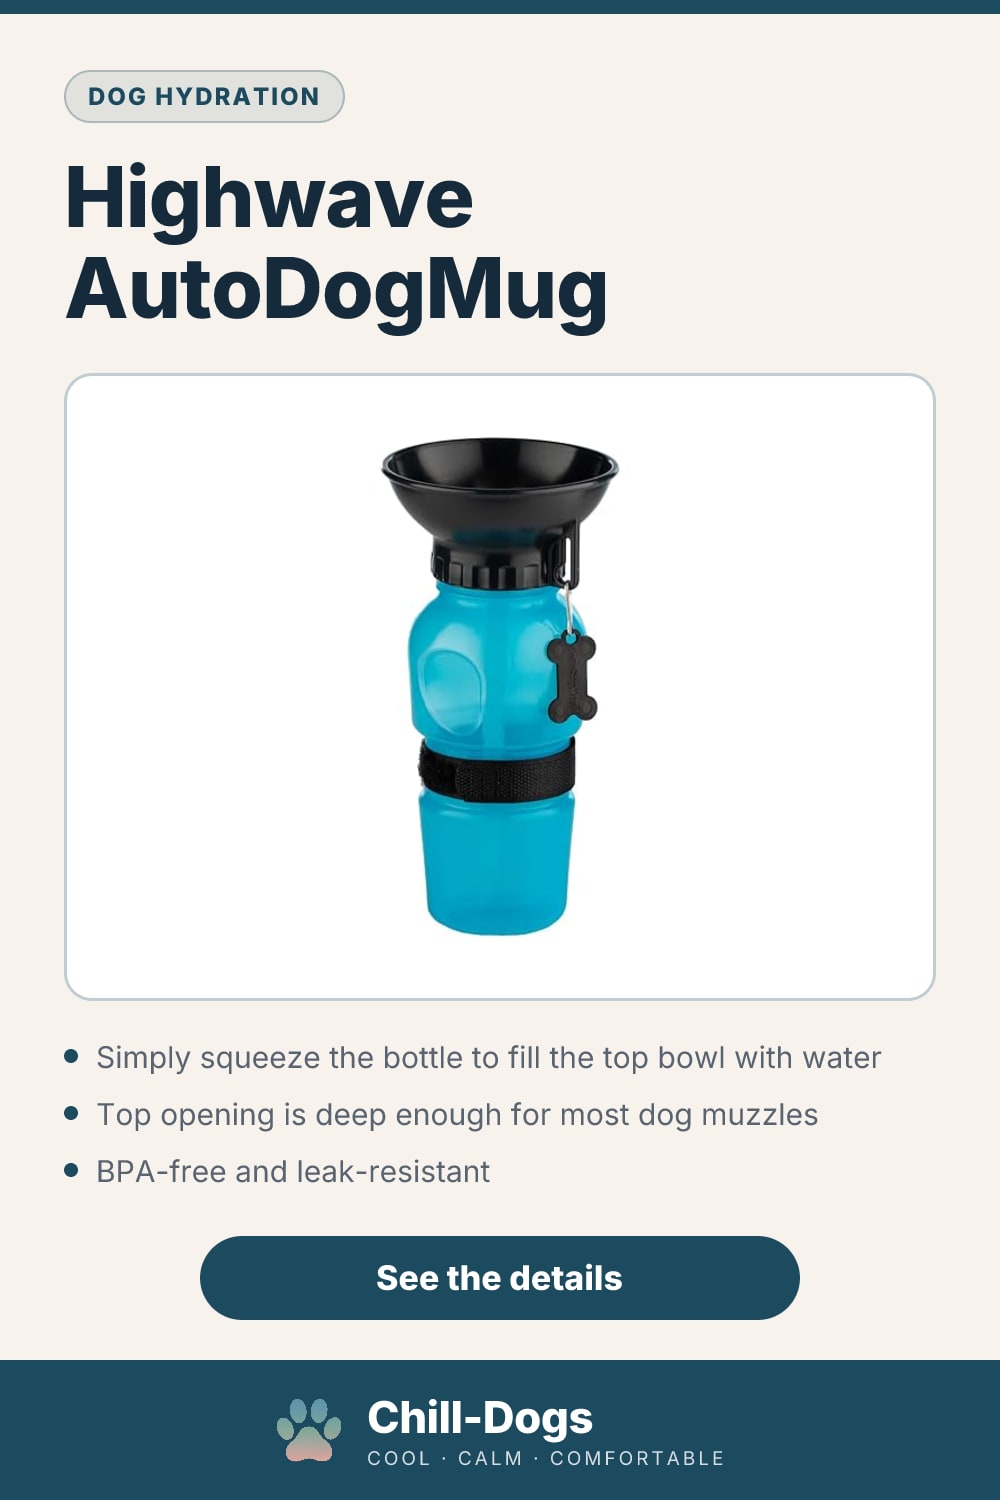 DOG HYDRATION
Highwave
AutoDogMug
Simply squeeze the bottle to fill the top bowl with water
Top opening is deep enough for most dog muzzles
BPA-free and leak-resistant
See the details
Chill-Dogs
COOL · CALM · COMFORTABLE